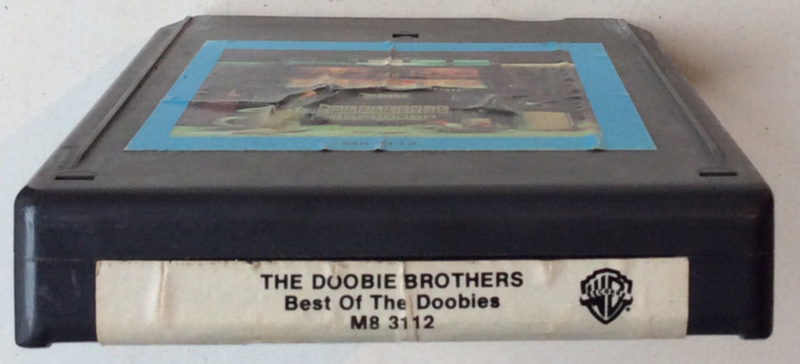 THE DOOBIE BROTHERS
Best Of The Doobies
M8 3112